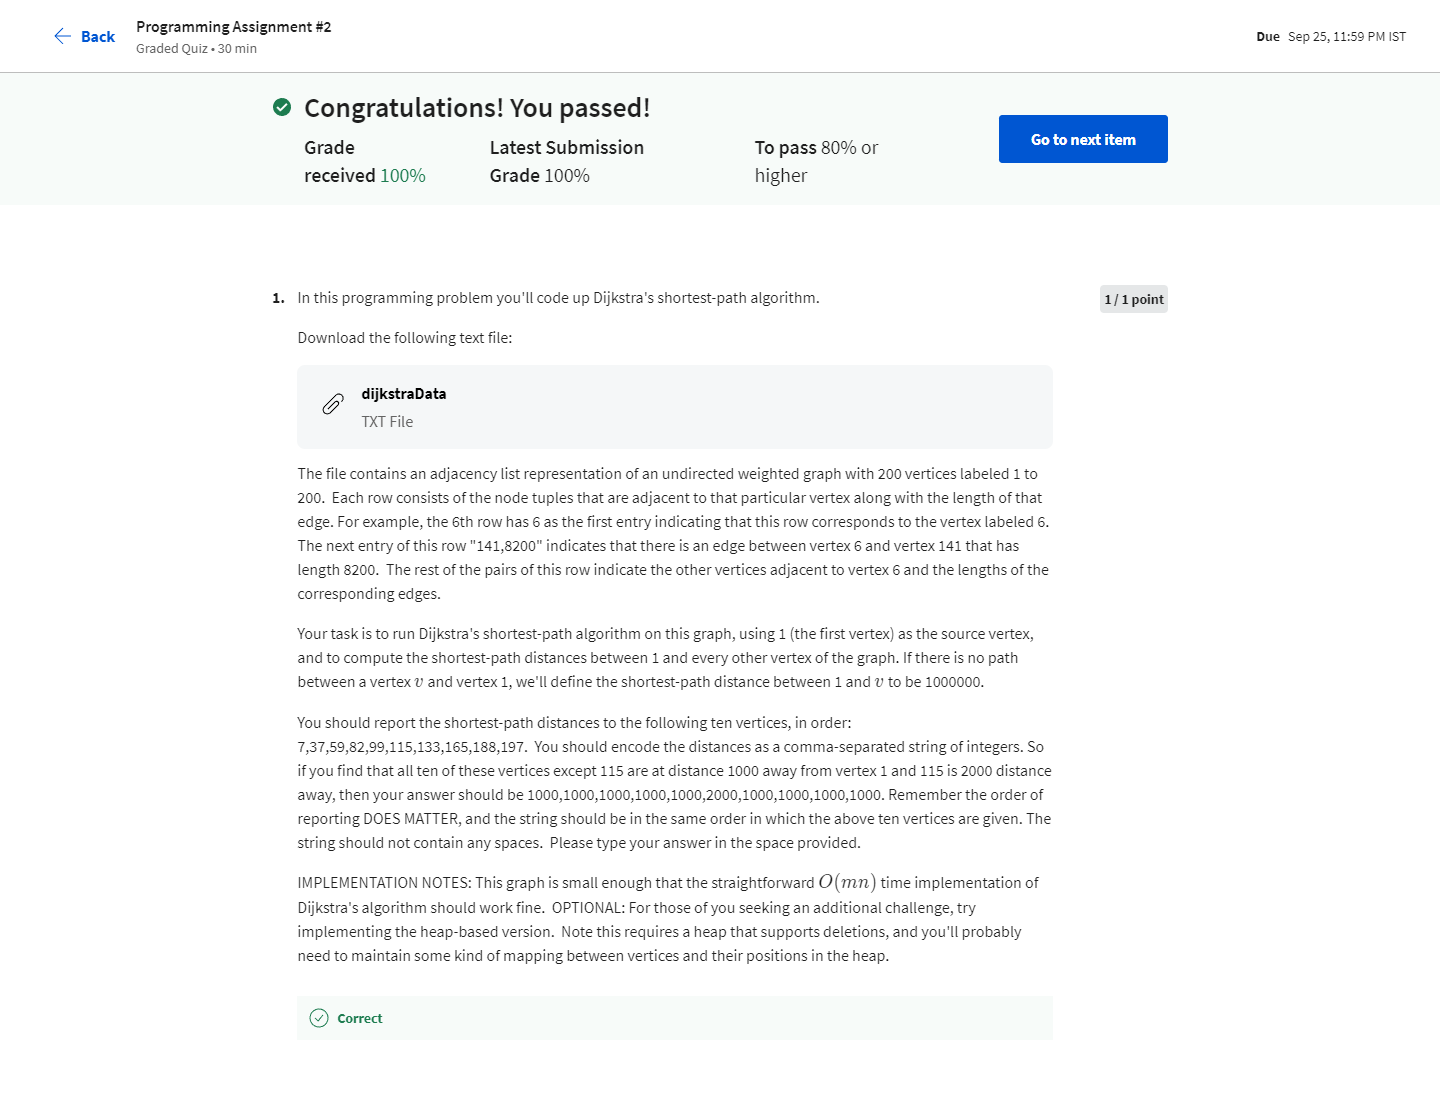 Back
Programming Assignment #2
Graded Quiz • 30 min
Due Sep 25, 11:59 PM IST
Congratulations! You passed!
Grade
received 100%
Latest Submission
Grade 100%
To pass 80% or
higher
Go to next item
1. In this programming problem you'll code up Dijkstra's shortest-path algorithm.
1 / 1 point
Download the following text file:
dijkstraData
TXT File
The file contains an adjacency list representation of an undirected weighted graph with 200 vertices labeled 1 to
200.  Each row consists of the node tuples that are adjacent to that particular vertex along with the length of that
edge. For example, the 6th row has 6 as the first entry indicating that this row corresponds to the vertex labeled 6.
The next entry of this row "141,8200" indicates that there is an edge between vertex 6 and vertex 141 that has
length 8200.  The rest of the pairs of this row indicate the other vertices adjacent to vertex 6 and the lengths of the
corresponding edges.
Your task is to run Dijkstra's shortest-path algorithm on this graph, using 1 (the first vertex) as the source vertex,
and to compute the shortest-path distances between 1 and every other vertex of the graph. If there is no path
between a vertex v and vertex 1, we'll define the shortest-path distance between 1 and v to be 1000000.
You should report the shortest-path distances to the following ten vertices, in order:
7,37,59,82,99,115,133,165,188,197.  You should encode the distances as a comma-separated string of integers. So
if you find that all ten of these vertices except 115 are at distance 1000 away from vertex 1 and 115 is 2000 distance
away, then your answer should be 1000,1000,1000,1000,1000,2000,1000,1000,1000,1000. Remember the order of
reporting DOES MATTER, and the string should be in the same order in which the above ten vertices are given. The
string should not contain any spaces.  Please type your answer in the space provided.
IMPLEMENTATION NOTES: This graph is small enough that the straightforward O(mn) time implementation of
Dijkstra's algorithm should work fine.  OPTIONAL: For those of you seeking an additional challenge, try
implementing the heap-based version.  Note this requires a heap that supports deletions, and you'll probably
need to maintain some kind of mapping between vertices and their positions in the heap.
Correct